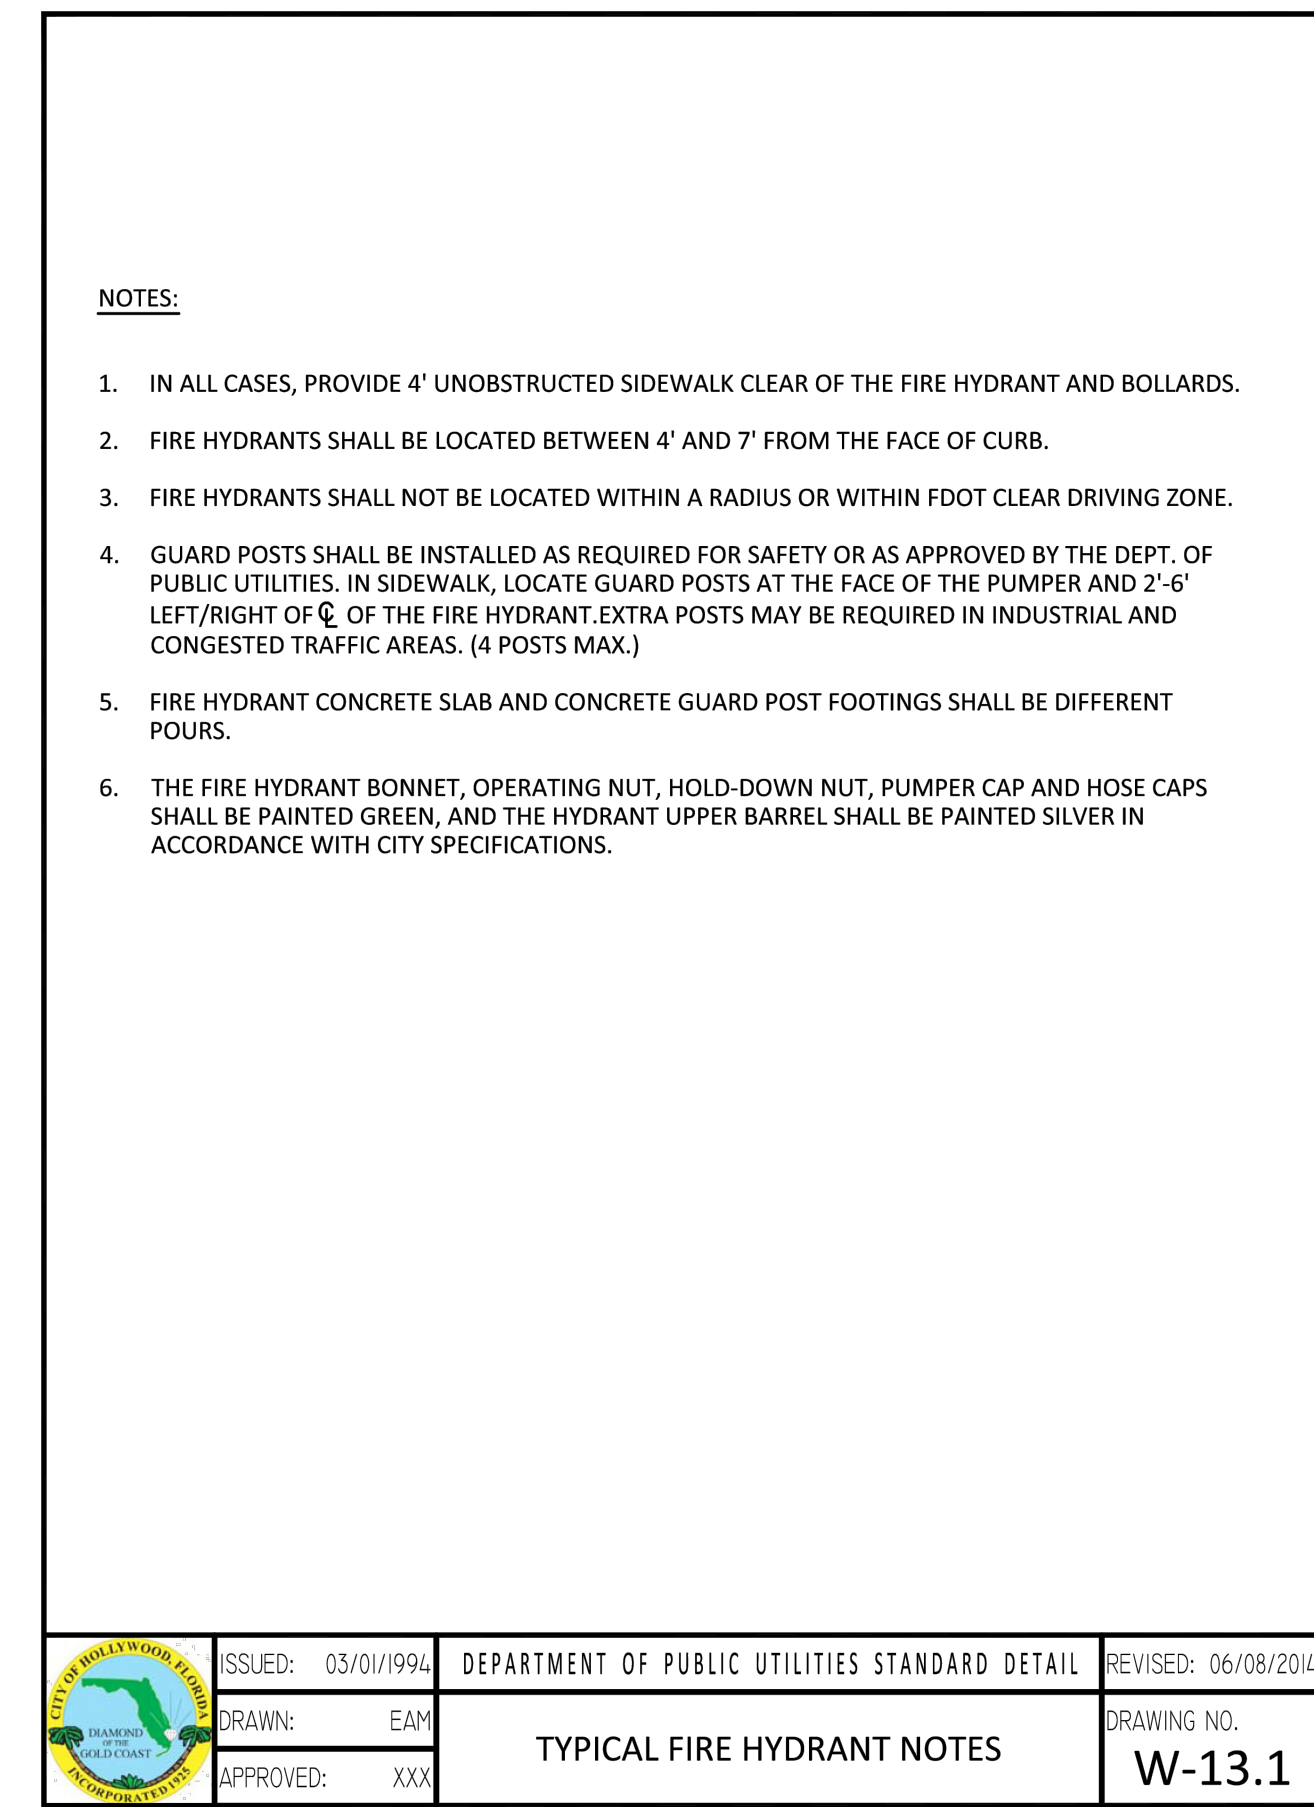 NOTES:
1. IN ALL CASES, PROVIDE 4' UNOBSTRUCTED SIDEWALK CLEAR OF THE FIRE HYDRANT AND BOLLARDS.
2. FIRE HYDRANTS SHALL BE LOCATED BETWEEN 4' AND 7' FROM THE FACE OF CURB.
3. FIRE HYDRANTS SHALL NOT BE LOCATED WITHIN A RADIUS OR WITHIN FDOT CLEAR DRIVING ZONE.
4. GUARD POSTS SHALL BE INSTALLED AS REQUIRED FOR SAFETY OR AS APPROVED BY THE DEPT. OF
PUBLIC UTILITIES. IN SIDEWALK, LOCATE GUARD POSTS AT THE FACE OF THE PUMPER AND 2'-6'
LEFT/RIGHT OF ℄ OF THE FIRE HYDRANT.EXTRA POSTS MAY BE REQUIRED IN INDUSTRIAL AND
CONGESTED TRAFFIC AREAS. (4 POSTS MAX.)
5. FIRE HYDRANT CONCRETE SLAB AND CONCRETE GUARD POST FOOTINGS SHALL BE DIFFERENT
POURS.
6. THE FIRE HYDRANT BONNET, OPERATING NUT, HOLD-DOWN NUT, PUMPER CAP AND HOSE CAPS
SHALL BE PAINTED GREEN, AND THE HYDRANT UPPER BARREL SHALL BE PAINTED SILVER IN
ACCORDANCE WITH CITY SPECIFICATIONS.
CITY OF HOLLYWOOD, FLORIDA
DIAMOND
OF THE
GOLD COAST
INCORPORATED 1925
ISSUED: 03/01/1994
DRAWN: EAM
APPROVED: XXX
DEPARTMENT OF PUBLIC UTILITIES STANDARD DETAIL
TYPICAL FIRE HYDRANT NOTES
REVISED: 06/08/2014
DRAWING NO.
W-13.1